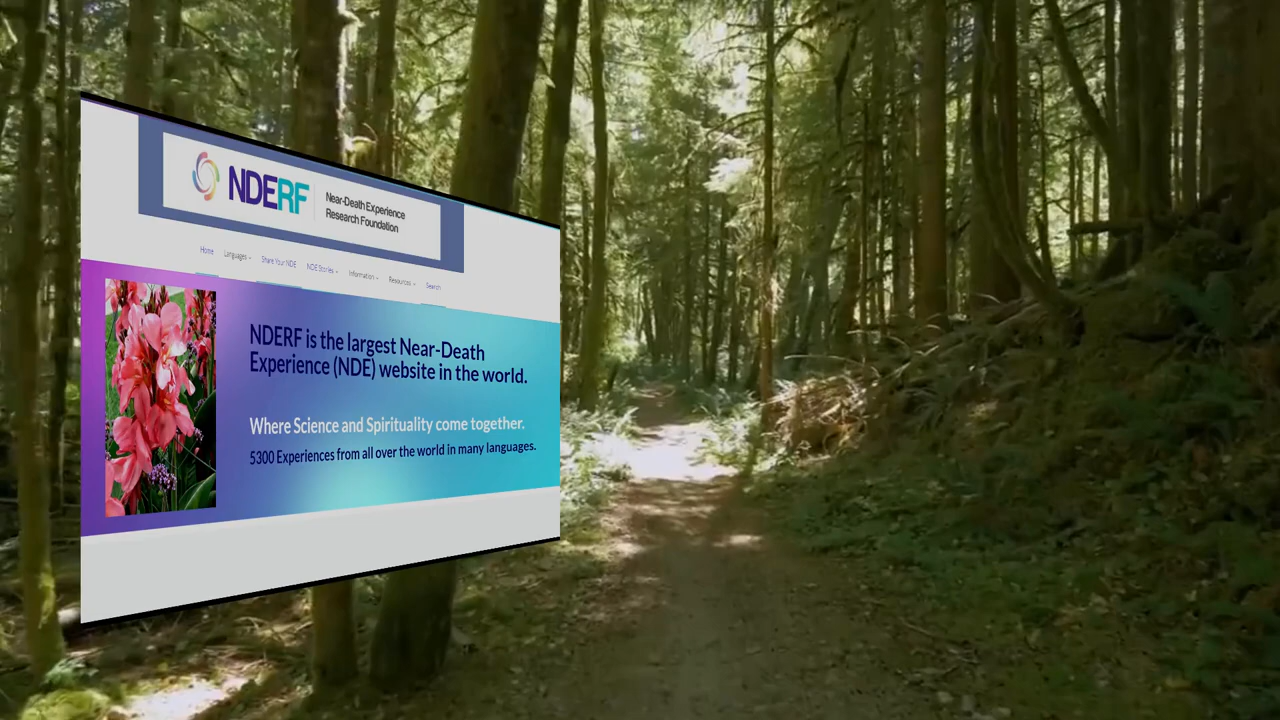 NDERF
Near-Death Experience
Research Foundation
Home Languages Share Your NDE NDE Stories Information Resources Search
NDERF is the largest Near-Death
Experience (NDE) website in the world.
Where Science and Spirituality come together.
5300 Experiences from all over the world in many languages.